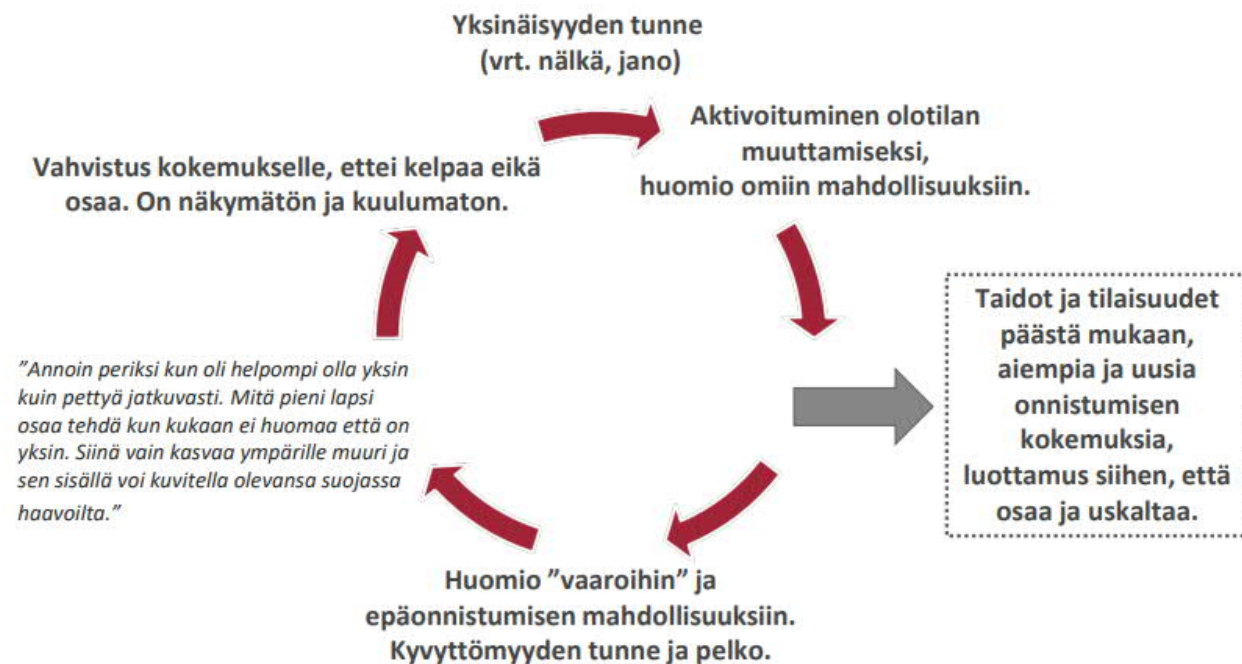 Yksinäisyyden tunne
(vrt. nälkä, jano)
Aktivoituminen olotilan
muuttamiseksi,
huomio omiin mahdollisuuksiin.
Taidot ja tilaisuudet
päästä mukaan,
aiempia ja uusia
onnistumisen
kokemuksia,
luottamus siihen, että
osaa ja uskaltaa.
Huomio ”vaaroihin” ja
epäonnistumisen mahdollisuuksiin.
Kyvyttömyyden tunne ja pelko.
”Annoin periksi kun oli helpompi olla yksin
kuin pettyä jatkuvasti. Mitä pieni lapsi
osaa tehdä kun kukaan ei huomaa että on
yksin. Siinä vain kasvaa ympärille muuri ja
sen sisällä voi kuvitella olevansa suojassa
haavoilta.”
Vahvistus kokemukselle, ettei kelpaa eikä
osaa. On näkymätön ja kuulumaton.